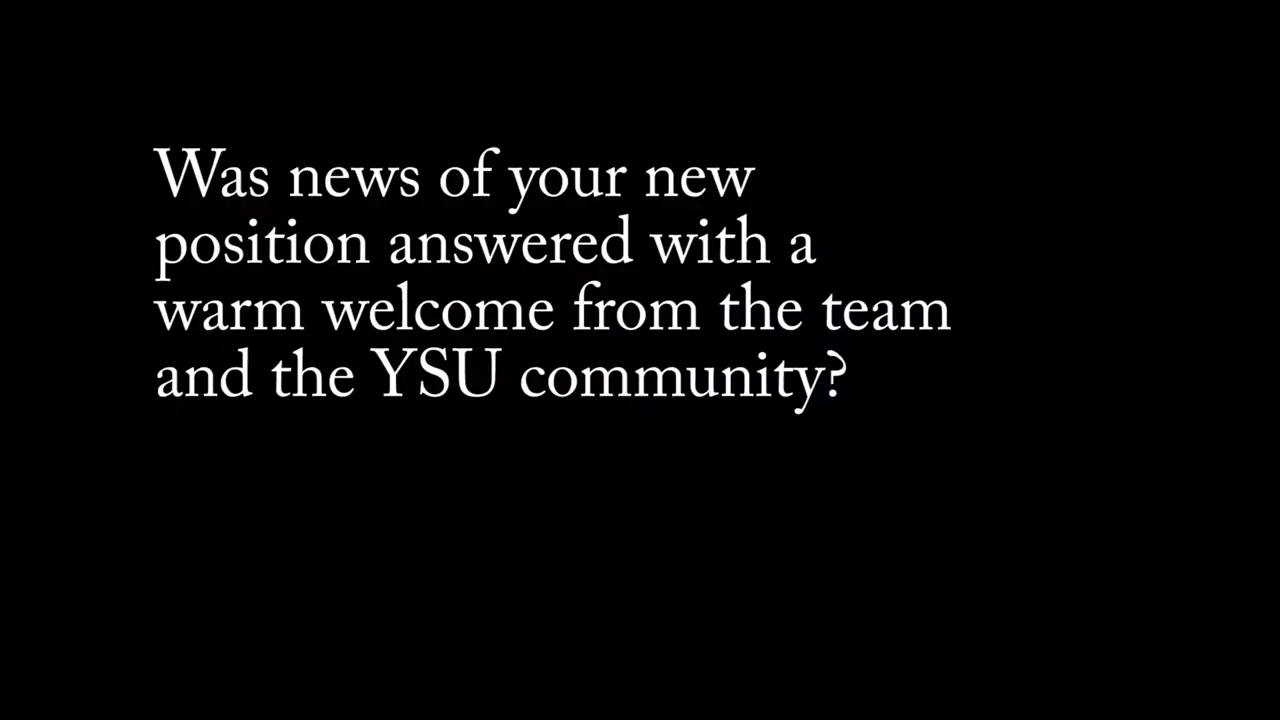 Was news of your new
position answered with a
warm welcome from the team
and the YSU community?